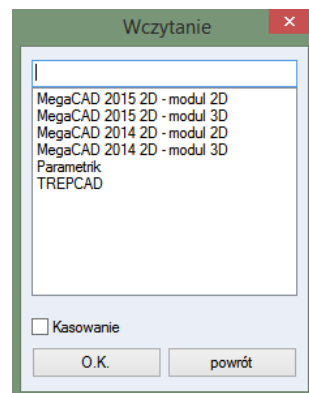 Wczytanie
MegaCAD 2015 2D - modul 2D
MegaCAD 2015 2D - modul 3D
MegaCAD 2014 2D - modul 2D
MegaCAD 2014 2D - modul 3D
Parametrik
TREPCAD
Kasowanie
O.K. powrót